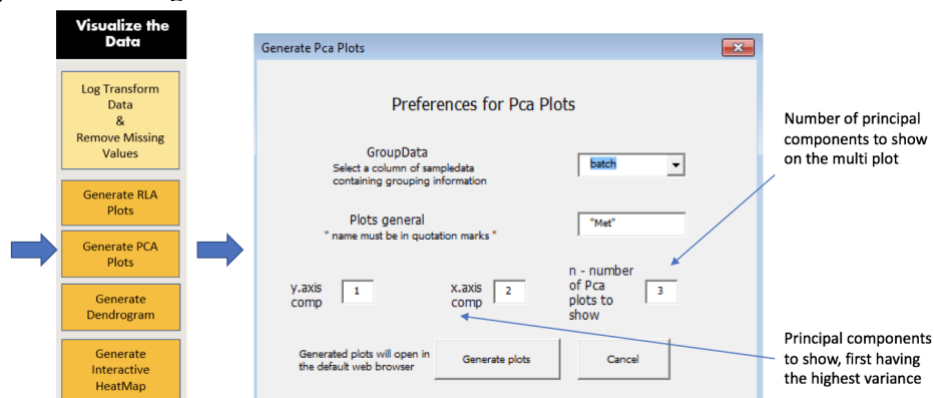 Visualize the
Data
Log Transform
Data
&
Remove Missing
Values
Generate RLA
Plots
Generate PCA
Plots
Generate
Dendrogram
Generate
Interactive
HeatMap
Generate Pca Plots
Preferences for Pca Plots
GroupData
Select a column of sampledata
containing grouping information
batch
Plots general
" name must be in quotation marks "
"Met"
y.axis
comp
1
x.axis
comp
2
n - number
of Pca
plots to
show
3
Generated plots will open in
the default web browser
Generate plots
Cancel
Number of principal
components to show
on the multi plot
Principal components
to show, first having
the highest variance